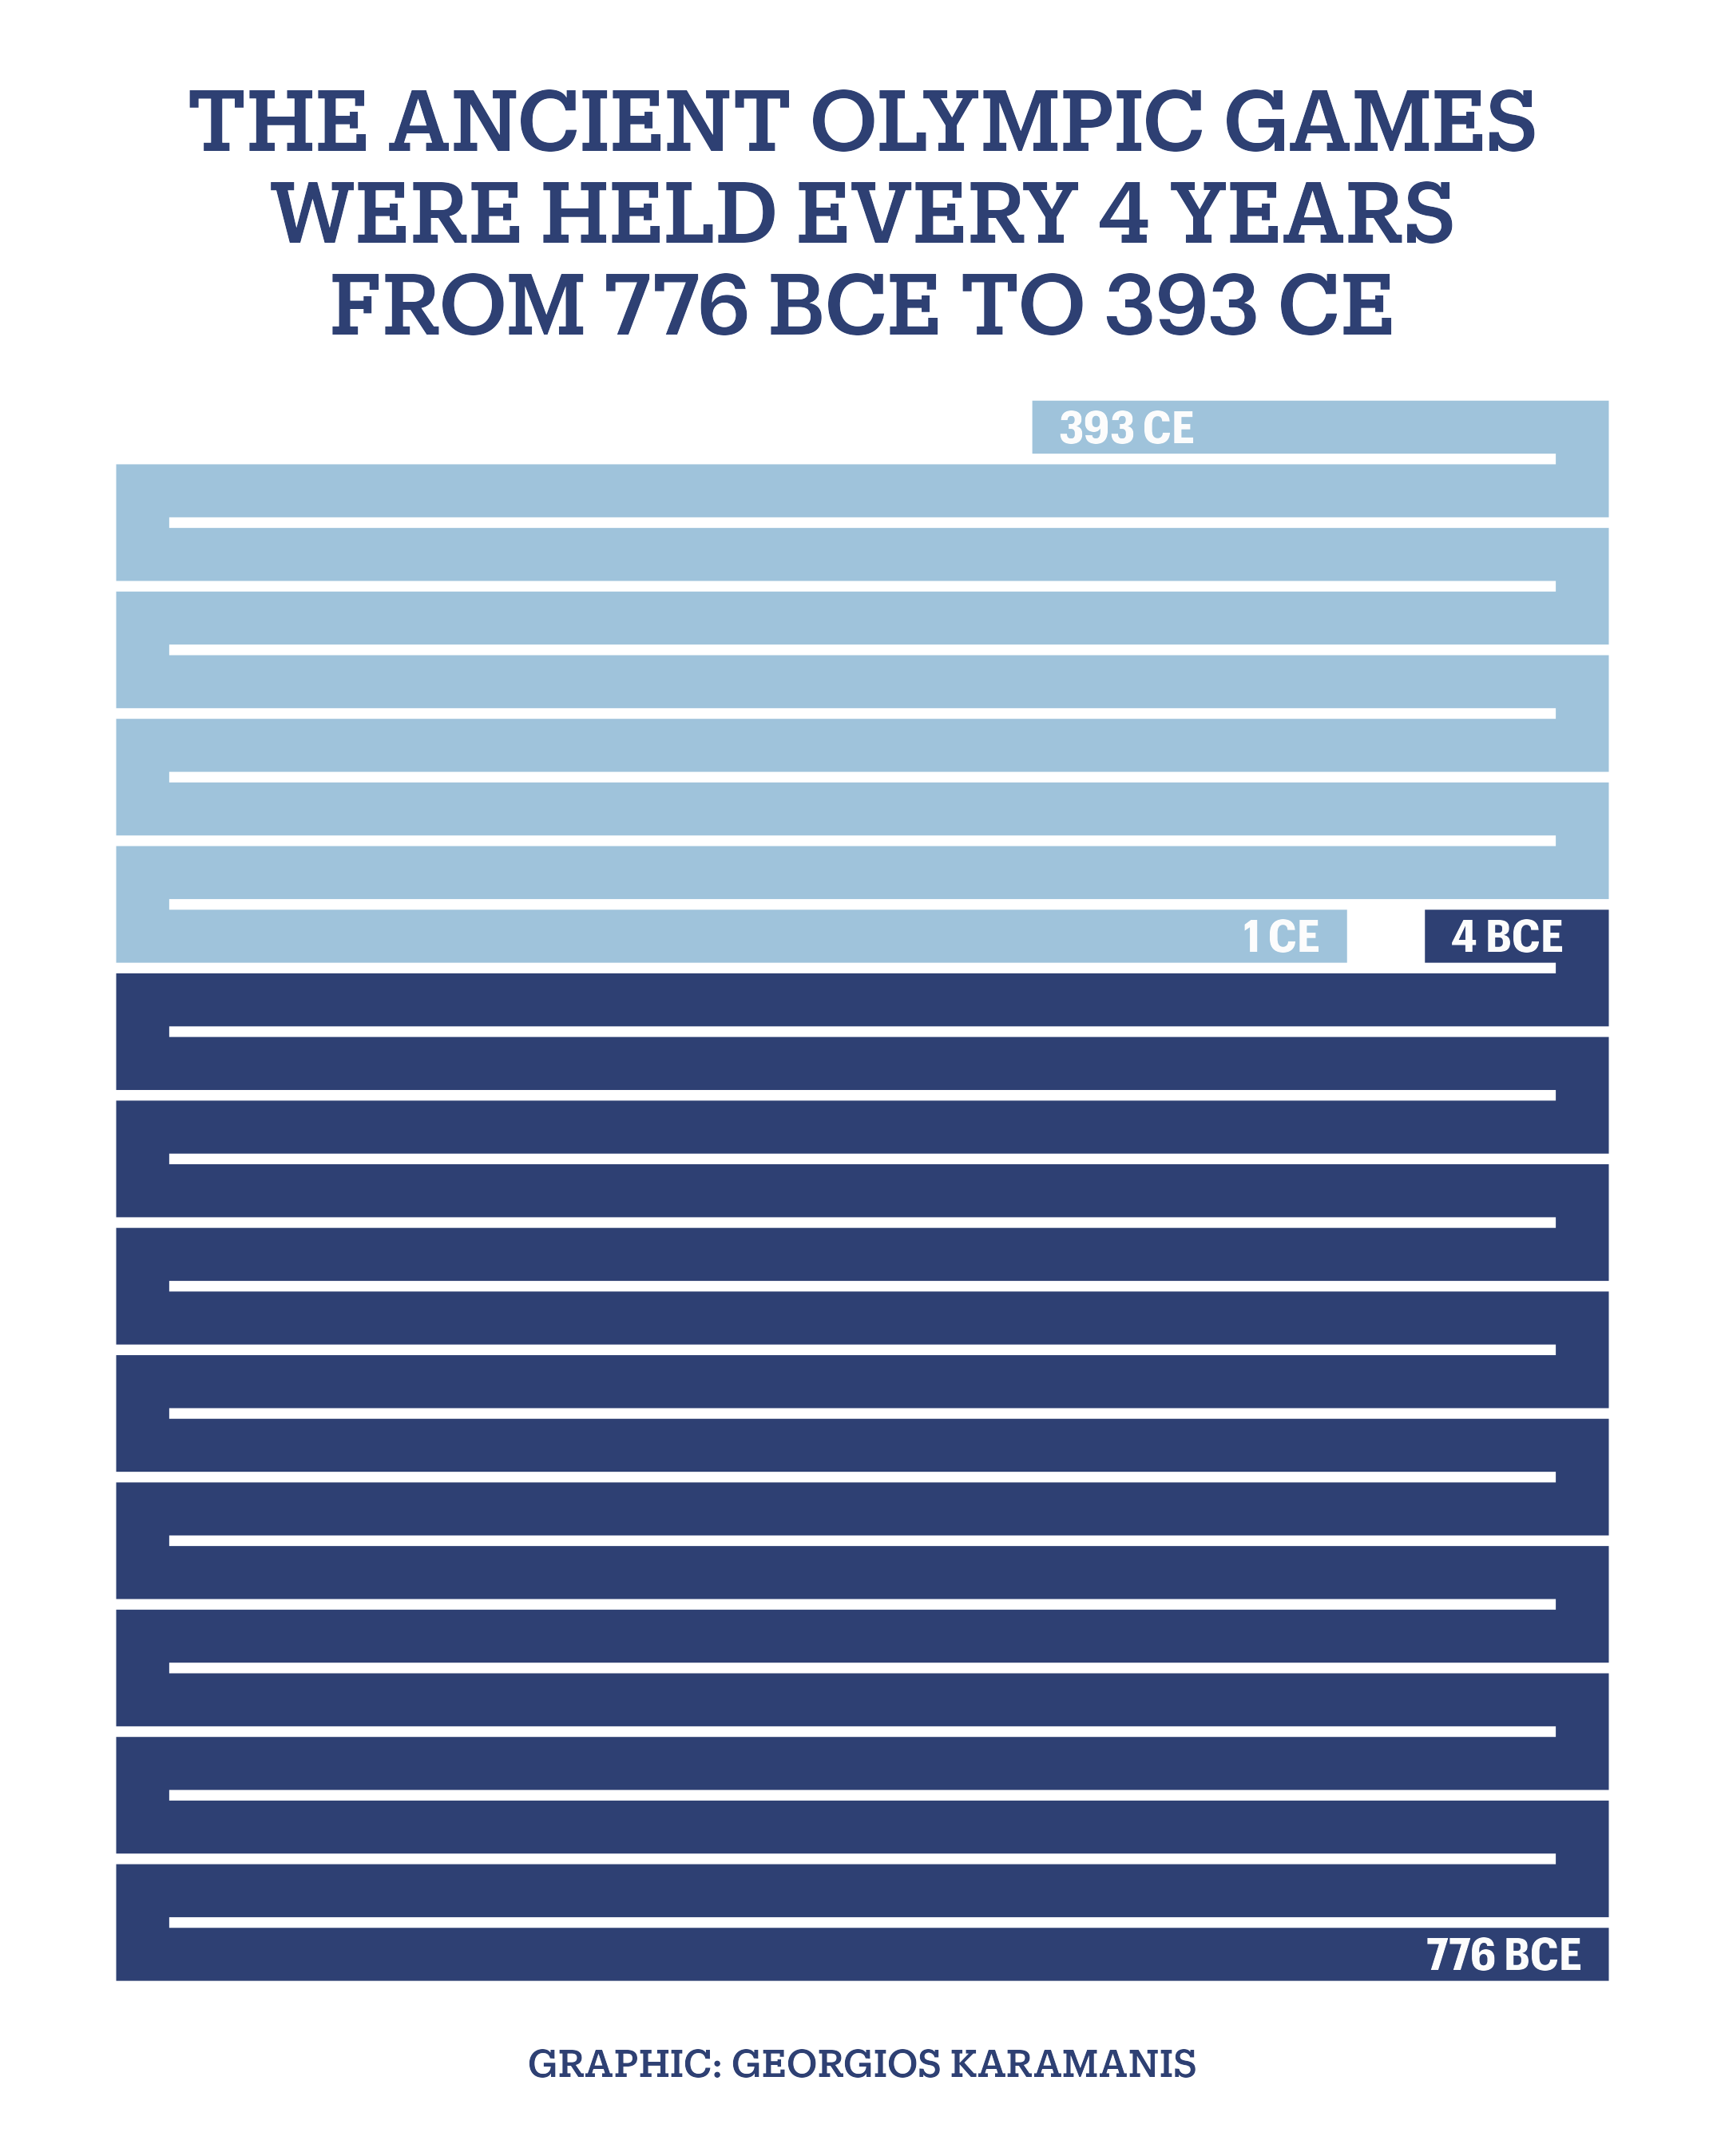 THE ANCIENT OLYMPIC GAMES
WERE HELD EVERY 4 YEARS
FROM 776 BCE TO 393 CE
393 CE
1 CE
4 BCE
776 BCE
GRAPHIC: GEORGIOS KARAMANIS